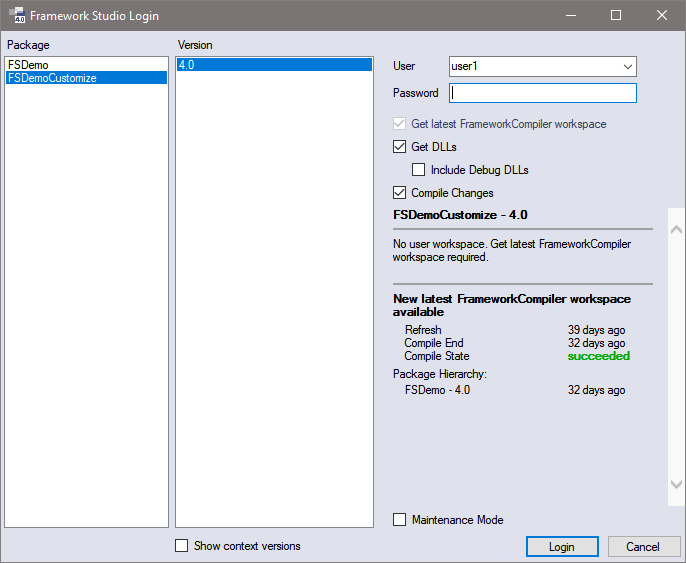 4.0 Framework Studio Login
Package
Version
FSDemo
FSDemoCustomize
4.0
User user1
Password
Get latest FrameworkCompiler workspace
Get DLLs
Include Debug DLLs
Compile Changes
FSDemoCustomize - 4.0
No user workspace. Get latest FrameworkCompiler
workspace required.
New latest FrameworkCompiler workspace
available
Refresh 39 days ago
Compile End 32 days ago
Compile State succeeded
Package Hierarchy:
FSDemo - 4.0 32 days ago
Maintenance Mode
Show context versions
Login
Cancel